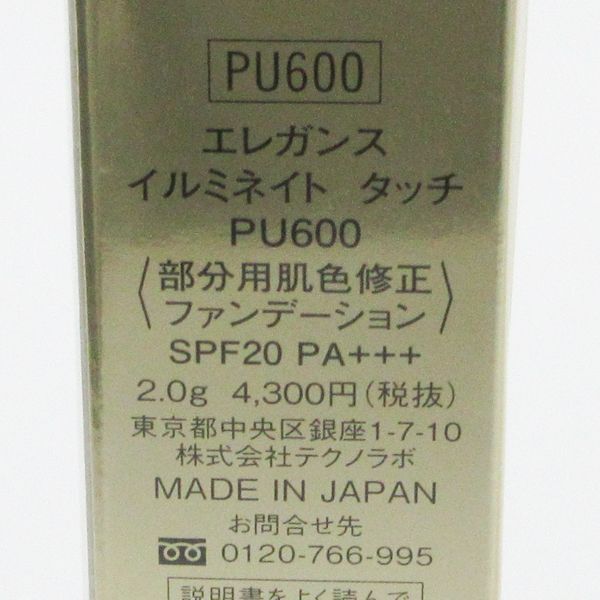 PU600
エレガンス
イルミネイト タッチ
PU600
〈部分用肌色修正
ファンデーション〉
SPF20 PA+++
2.0g 4,300円(税抜)
東京都中央区銀座1-7-10
株式会社テクノラボ
MADE IN JAPAN
お問合せ先
0120-766-995
説明書をよく読んで